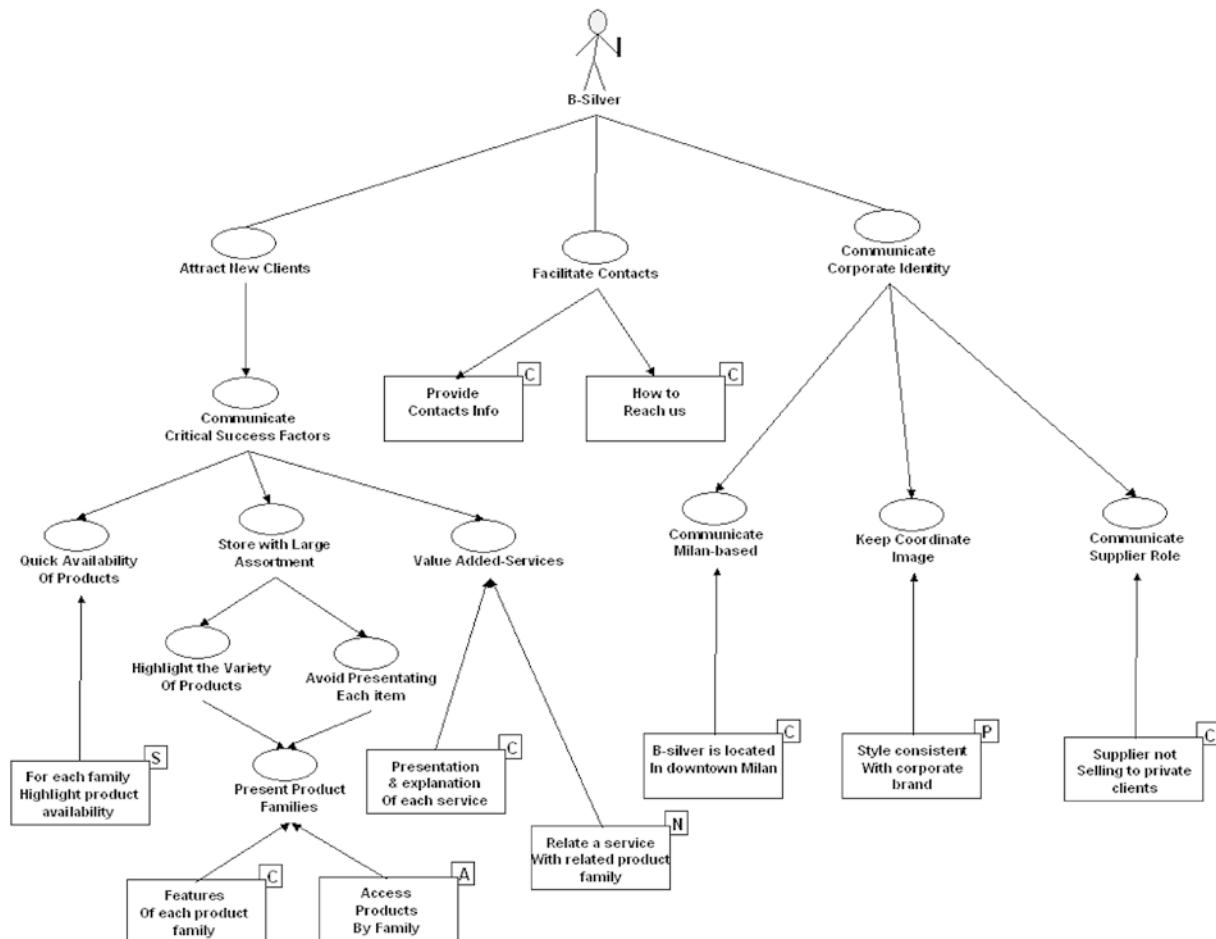 B-Silver
Attract New Clients
Facilitate Contacts
Communicate
Corporate Identity
C
Provide
Contacts Info
C
How to
Reach us
Communicate
Critical Success Factors
Quick Availability
Of Products
Store with Large
Assortment
Value Added-Services
Communicate
Milan-based
Keep Coordinate
Image
Communicate
Supplier Role
Highlight the Variety
Of Products
Avoid Presentating
Each item
S
For each family
Highlight product
availability
Present Product
Families
C
Presentation
& explanation
Of each service
C
B-silver is located
In downtown Milan
P
Style consistent
With corporate
brand
C
Supplier not
Selling to private
clients
N
Relate a service
With related product
family
C
Features
Of each product
family
A
Access
Products
By Family